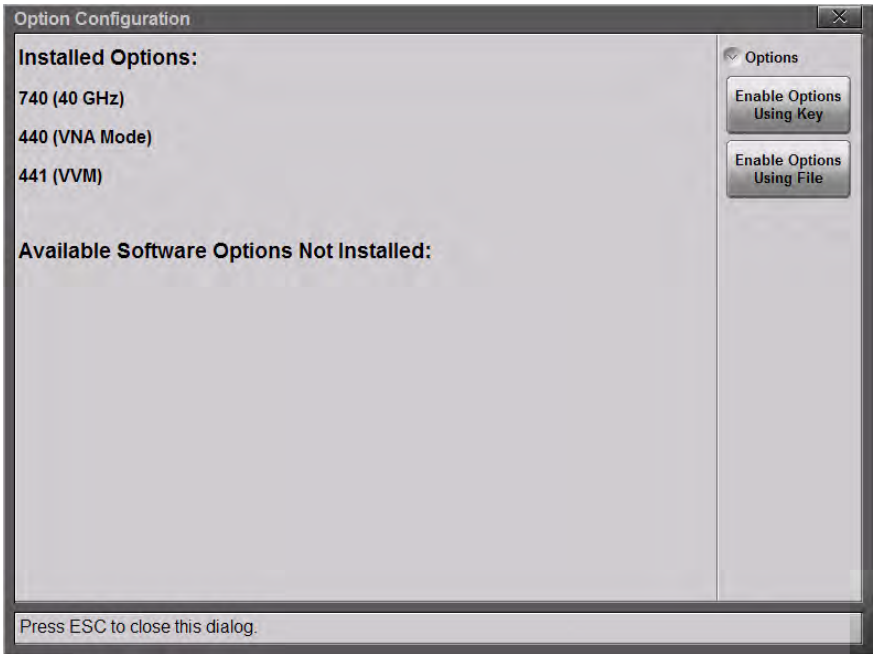 Option Configuration
Installed Options:
740 (40 GHz)
440 (VNA Mode)
441 (VVM)
Available Software Options Not Installed:
Options
Enable Options
Using Key
Enable Options
Using File
Press ESC to close this dialog.